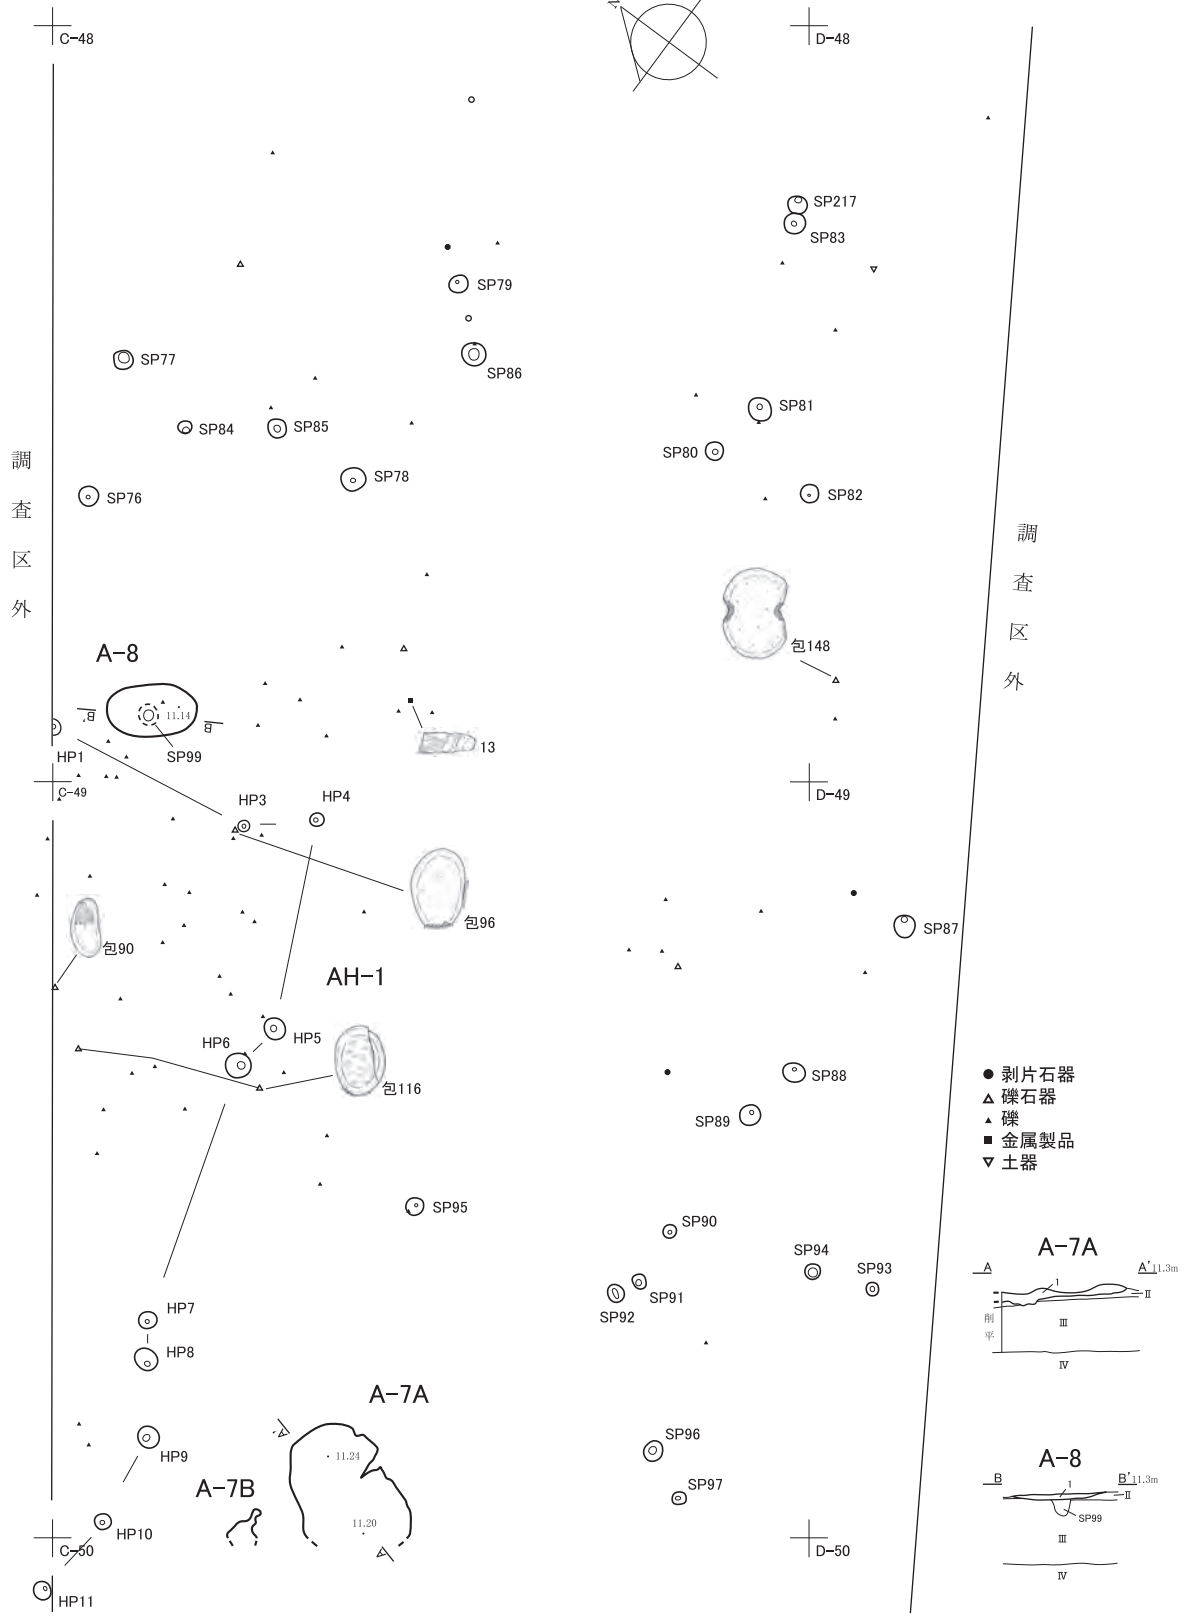 C-48
D-48
SP217
SP83
SP79
SP77
SP86
SP81
SP84
SP85
SP80
SP78
SP76
SP82
調査区外
調査区外
A-8
包148
B'
11.14
B
13
HP1
SP99
C-49
D-49
HP3
HP4
包90
包96
SP87
AH-1
HP6
HP5
包116
SP88
SP89
剥片石器
礫石器
礫
金属製品
土器
SP95
SP90
SP94
SP93
SP91
SP92
HP7
HP8
A-7A
A
A'11.3m
1
Ⅱ
削平
Ⅲ
Ⅳ
A-7A
A'
11.24
SP96
HP9
A-7B
SP97
11.20
A
HP10
C-50
D-50
HP11
A-8
B
B'11.3m
1
Ⅱ
SP99
Ⅲ
Ⅳ